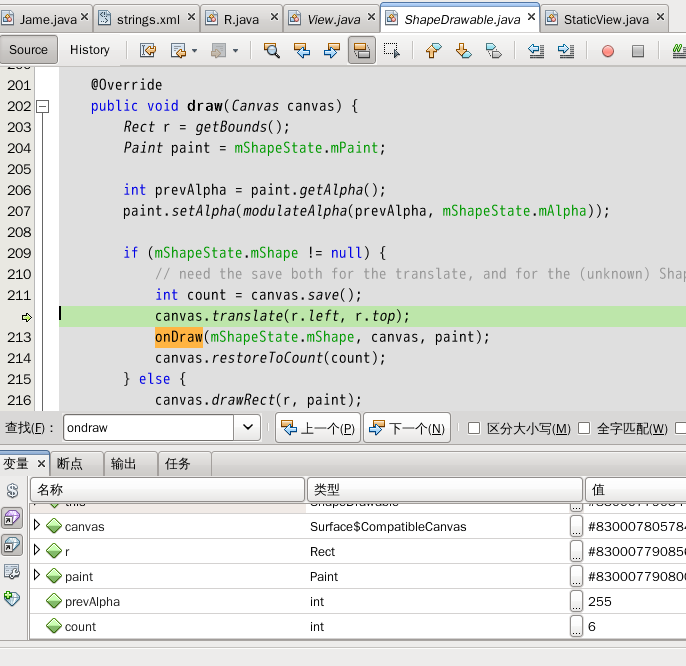 Jame.java
strings.xml
R.java
View.java
ShapeDrawable.java
StaticView.java
Source
History
201 @Override
202 public void draw(Canvas canvas) {
203 Rect r = getBounds();
204 Paint paint = mShapeState.mPaint;
205
206 int prevAlpha = paint.getAlpha();
207 paint.setAlpha(modulateAlpha(prevAlpha, mShapeState.mAlpha));
208
209 if (mShapeState.mShape != null) {
210 // need the save both for the translate, and for the (unknown) Shap
211 int count = canvas.save();
canvas.translate(r.left, r.top);
213 onDraw(mShapeState.mShape, canvas, paint);
214 canvas.restoreToCount(count);
215 } else {
216 canvas.drawRect(r, paint);
查找(F): ondraw 上一个(P) 下一个(N) 区分大小写(M) 全字匹配(W)
变量 断点 输出 任务
名称 类型 值
this ShapeDrawable
canvas Surface$CompatibleCanvas #830007805784
r Rect #830007790850
paint Paint #830007790800
prevAlpha int 255
count int 6